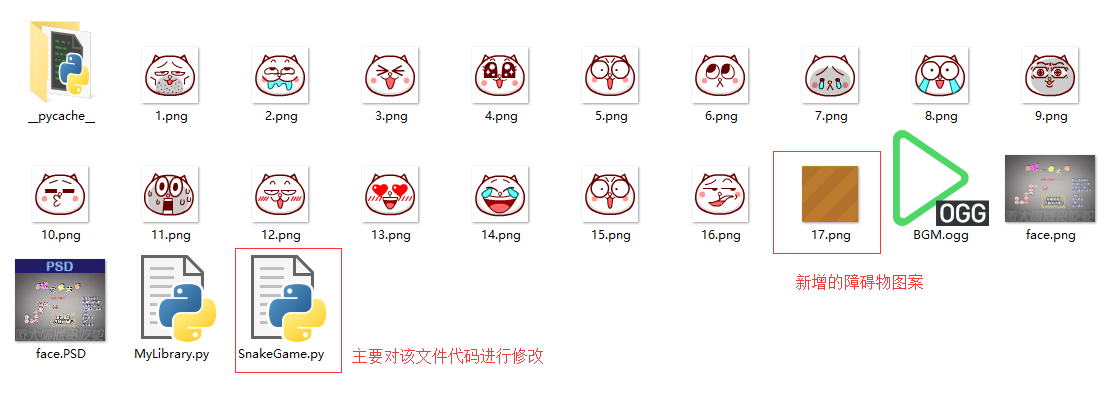 __pycache__
1.png
2.png
3.png
4.png
5.png
6.png
7.png
8.png
9.png
10.png
11.png
12.png
13.png
14.png
15.png
16.png
17.png
OGG
BGM.ogg
face.png
新增的障碍物图案
PSD
face.PSD
MyLibrary.py
SnakeGame.py
主要对该文件代码进行修改